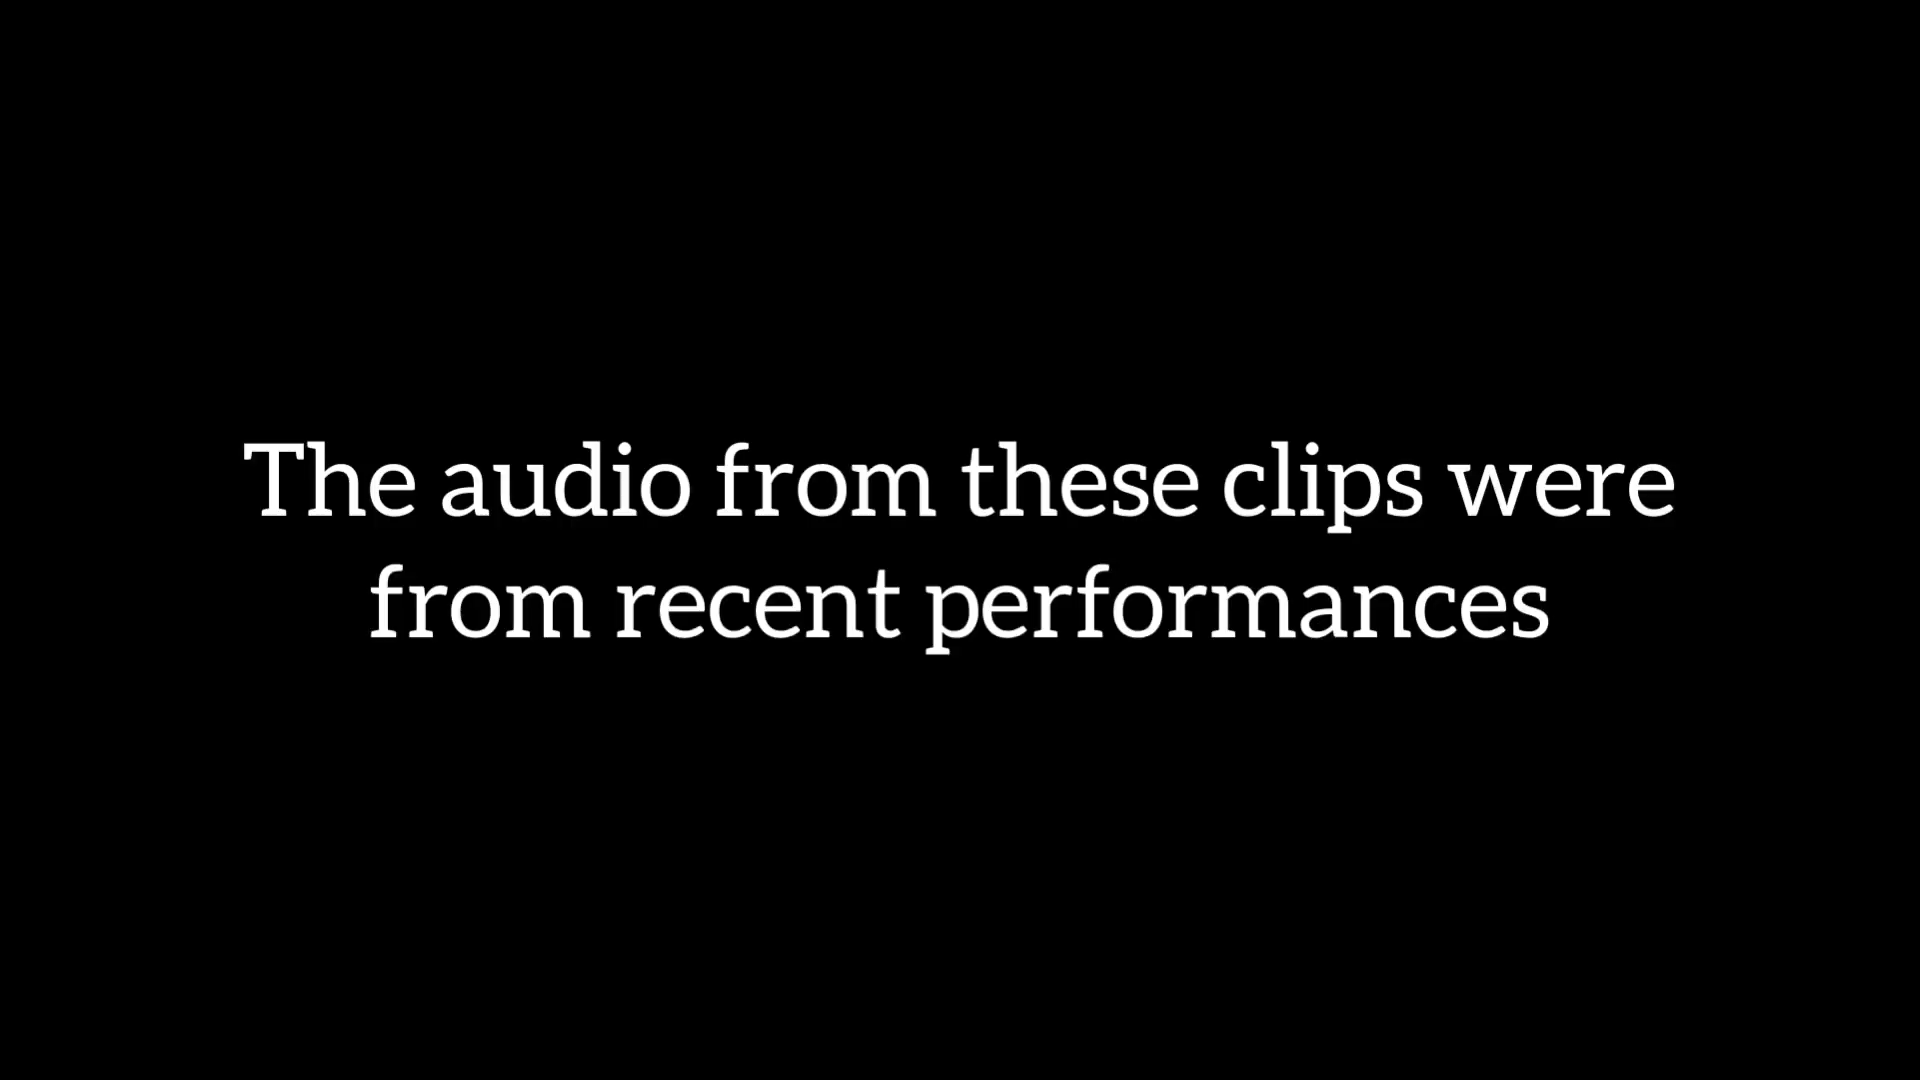 The audio from these clips were
from recent performances